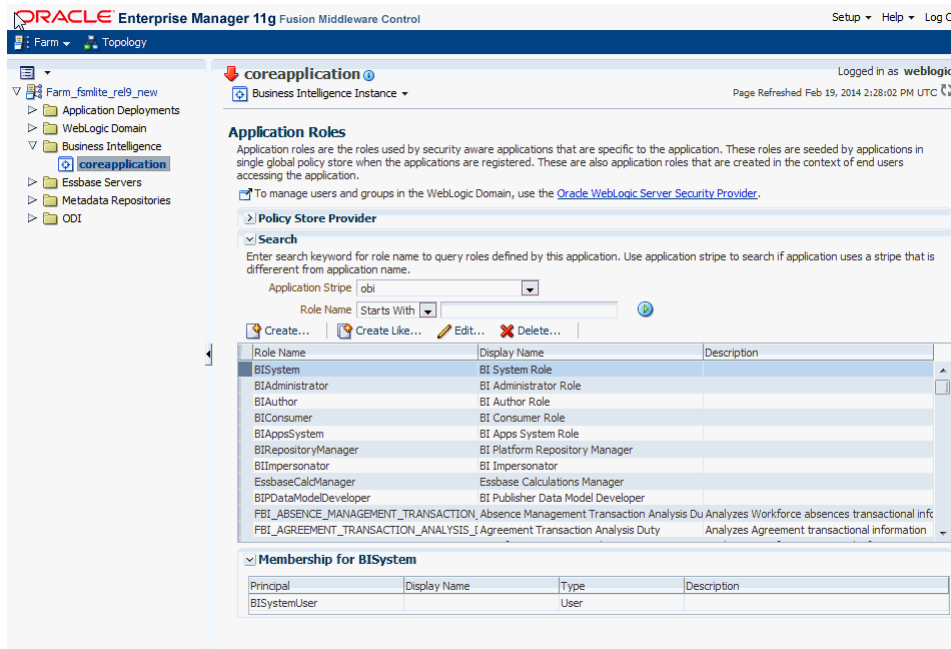 ORACLE Enterprise Manager 11g Fusion Middleware Control
Setup Help Log
Farm Topology
Logged in as weblogic
coreapplication
Business Intelligence Instance
Page Refreshed Feb 19, 2014 2:28:02 PM UTC
Farm_fsmlite_rel9_new
Application Deployments
WebLogic Domain
Business Intelligence
coreapplication
Essbase Servers
Metadata Repositories
ODI
Application Roles
Application roles are the roles used by security aware applications that are specific to the application. These roles are seeded by applications in
single global policy store when the applications are registered. These are also application roles that are created in the context of end users
accessing the application.
To manage users and groups in the WebLogic Domain, use the Oracle WebLogic Server Security Provider.
Policy Store Provider
Search
Enter search keyword for role name to query roles defined by this application. Use application stripe to search if application uses a stripe that is
differerent from application name.
Application Stripe obi
Role Name Starts With
Create... Create Like... Edit... Delete...
Role Name Display Name Description
BISystem BI System Role
BIAdministrator BI Administrator Role
BIAuthor BI Author Role
BIConsumer BI Consumer Role
BIAppsSystem BI Apps System Role
BIRepositoryManager BI Platform Repository Manager
BIImpersonator BI Impersonator
EssbaseCalcManager Essbase Calculations Manager
BIPDataModelDeveloper BI Publisher Data Model Developer
FBI_ABSENCE_MANAGEMENT_TRANSACTION_ Absence Management Transaction Analysis Du Analyzes Workforce absences transactional info
FBI_AGREEMENT_TRANSACTION_ANALYSIS_ Agreement Transaction Analysis Duty Analyzes Agreement transactional information
Membership for BISystem
Principal Display Name Type Description
BISystemUser User